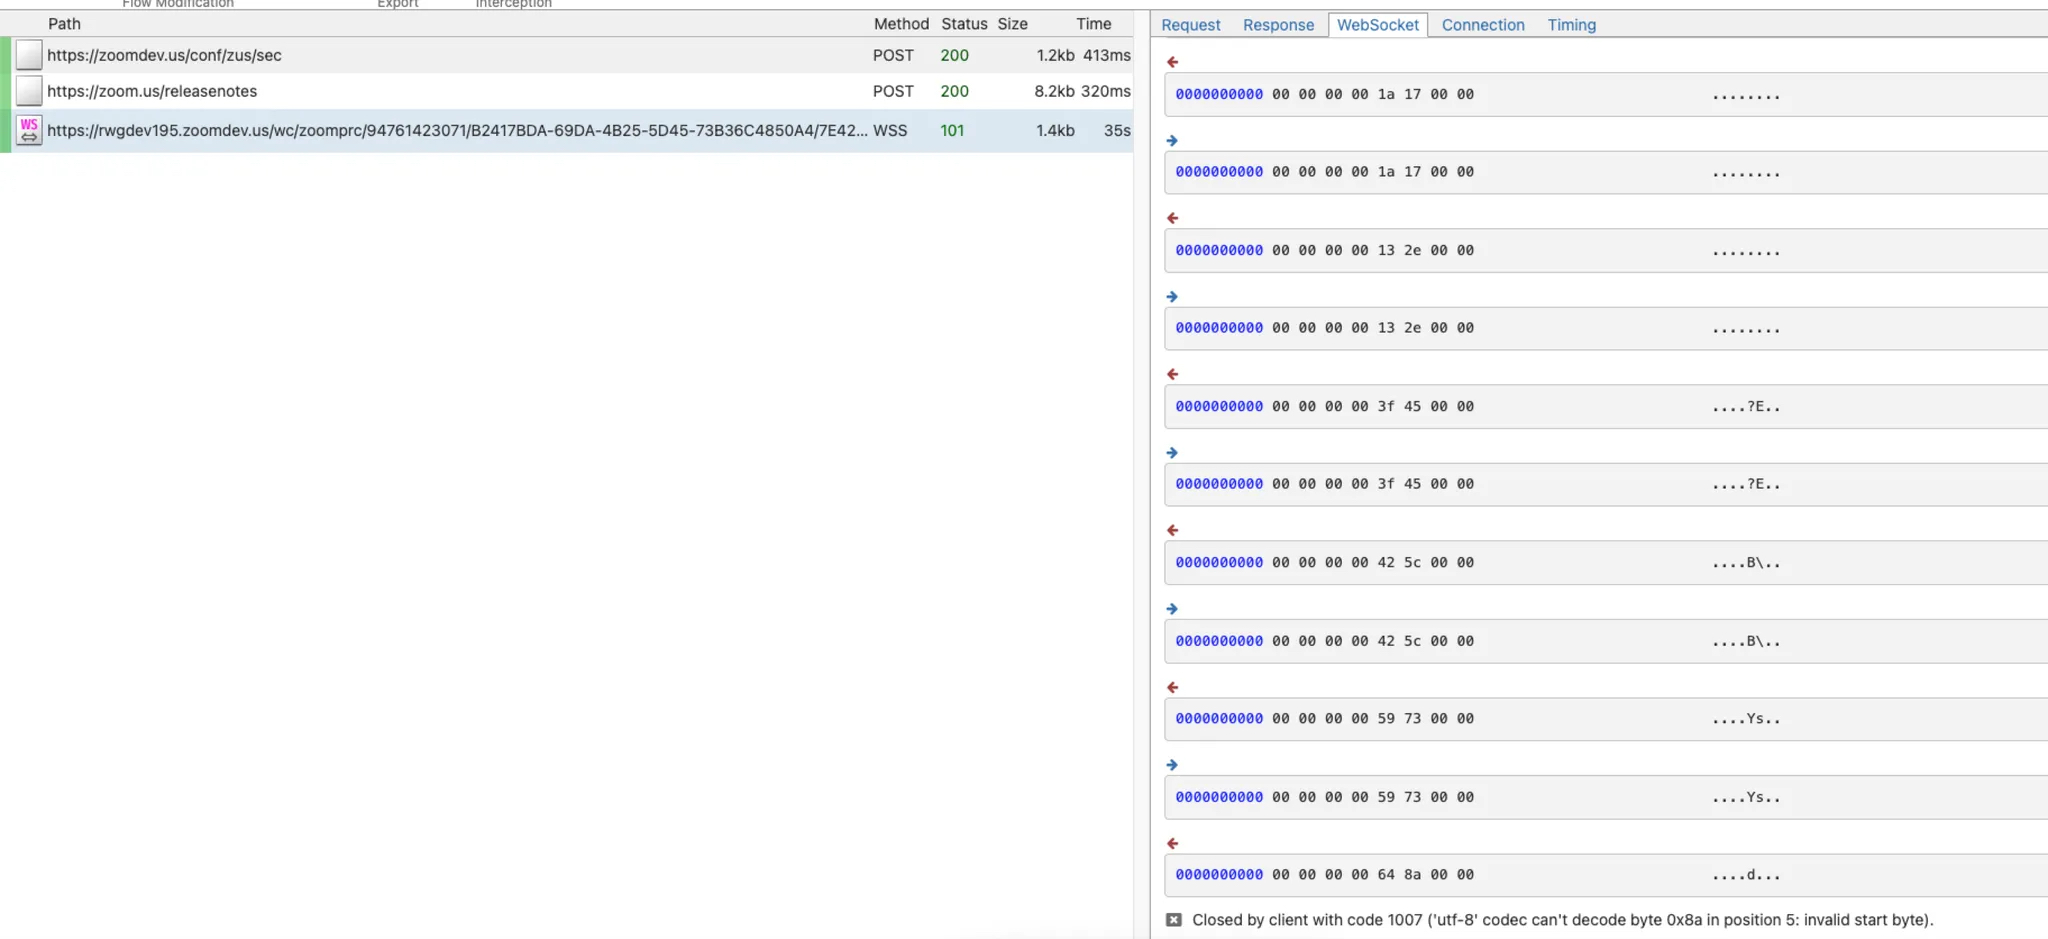 Flow Modification Export Interception
Path Method Status Size Time
https://zoomdev.us/conf/zus/sec POST 200 1.2kb 413ms
https://zoom.us/releasenotes POST 200 8.2kb 320ms
WS https://rwgdev195.zoomdev.us/wc/zoomprc/94761423071/B2417BDA-69DA-4B25-5D45-73B36C4850A4/7E42... WSS 101 1.4kb 35s
Request Response WebSocket Connection Timing
0000000000 00 00 00 00 1a 17 00 00 ........
0000000000 00 00 00 00 1a 17 00 00 ........
0000000000 00 00 00 00 13 2e 00 00 ........
0000000000 00 00 00 00 13 2e 00 00 ........
0000000000 00 00 00 00 3f 45 00 00 ....?E..
0000000000 00 00 00 00 3f 45 00 00 ....?E..
0000000000 00 00 00 00 42 5c 00 00 ....B\..
0000000000 00 00 00 00 42 5c 00 00 ....B\..
0000000000 00 00 00 00 59 73 00 00 ....Ys..
0000000000 00 00 00 00 59 73 00 00 ....Ys..
0000000000 00 00 00 00 64 8a 00 00 ....d...
Closed by client with code 1007 ('utf-8' codec can't decode byte 0x8a in position 5: invalid start byte).